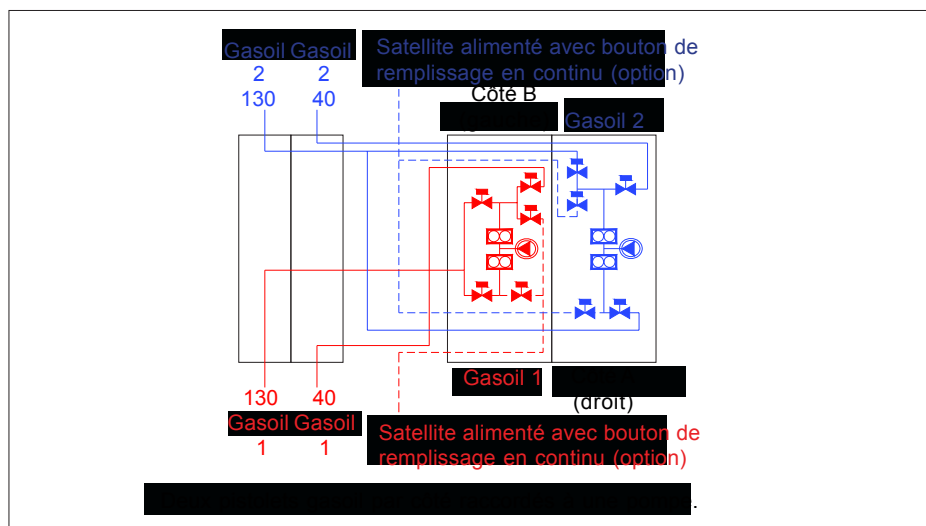 Gasoil Gasoil
2 2
130 40
Satellite alimenté avec bouton de
remplissage en continu (option)
Côté B
Gasoil 2
Gasoil 1
(droit)
130 40
Gasoil Gasoil
1 1
Satellite alimenté avec bouton de
remplissage en continu (option)